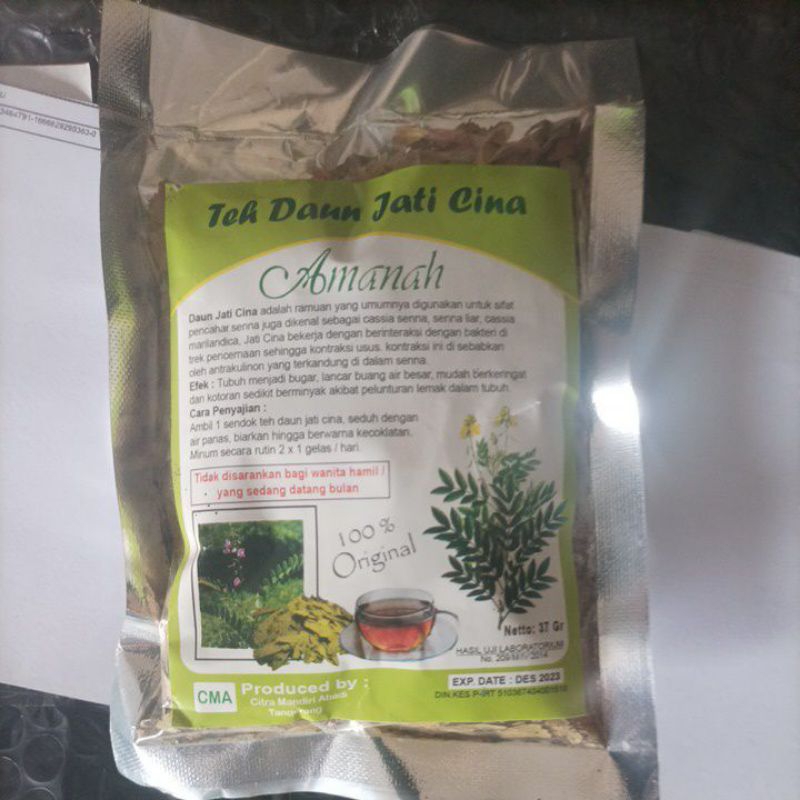 Teh Daun Jati Cina
Amanah
Daun Jati Cina adalah ramuan yang umumnya digunakan untuk sifat
pencahar.senna juga dikenal sebagai cassia senna, senna liar, cassia
marilandica, Jati Cina bekerja dengan berinteraksi dengan bakteri di
trek pencernaan sehingga kontraksi usus. kontraksi ini di sebabkan
oleh antrakulinon yang terkandung di dalam senna.
Efek : Tubuh menjadi bugar, lancar buang air besar, mudah berkeringat
dan kotoran sedikit berminyak akibat pelunturan lemak dalam tubuh.
Cara Penyajian :
Ambil 1 sendok teh daun jati cina, seduh dengan
air panas, biarkan hingga berwarna kecoklatan.
Minum secara rutin 2 x 1 gelas / hari.
Tidak disarankan bagi wanita hamil /
yang sedang datang bulan
100 %
Original
Netto: 37 Gr
HASIL UJI LABORATORIUM
EXP. DATE : DES 2023
DIN KES P-IRT
CMA
Produced by :
Citra Mandiri Abadi
Tangerang